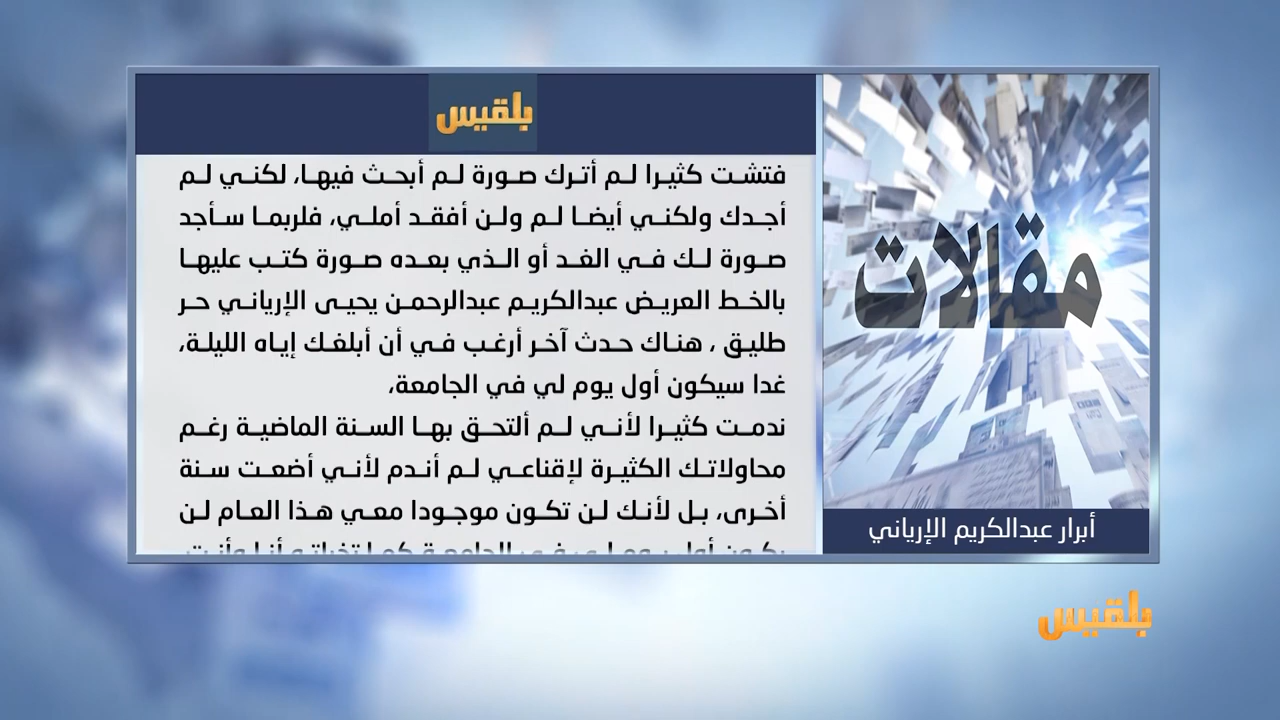 بلقيس
فتشت كثيرا لم أترك صورة لم أبحث فيها، لكني لم
أجدك ولكني أيضا لم ولن أفقد أملي، فلربما سأجد
صورة لك في الغد أو الذي بعده صورة كتب عليها
بالخط العريض عبدالكريم عبدالرحمن يحيى الإرياني حر
طليق ، هناك حدث آخر أرغب في أن أبلغك إياه الليلة،
غدا سيكون أول يوم لي في الجامعة،
ندمت كثيرا لأني لم ألتحق بها السنة الماضية رغم
محاولاتك الكثيرة لإقناعي لم أندم لأني أضعت سنة
أخرى، بل لأنك لن تكون موجودا معي هذا العام لن
مقالات
أبرار عبدالكريم الإرياني
بلقيس